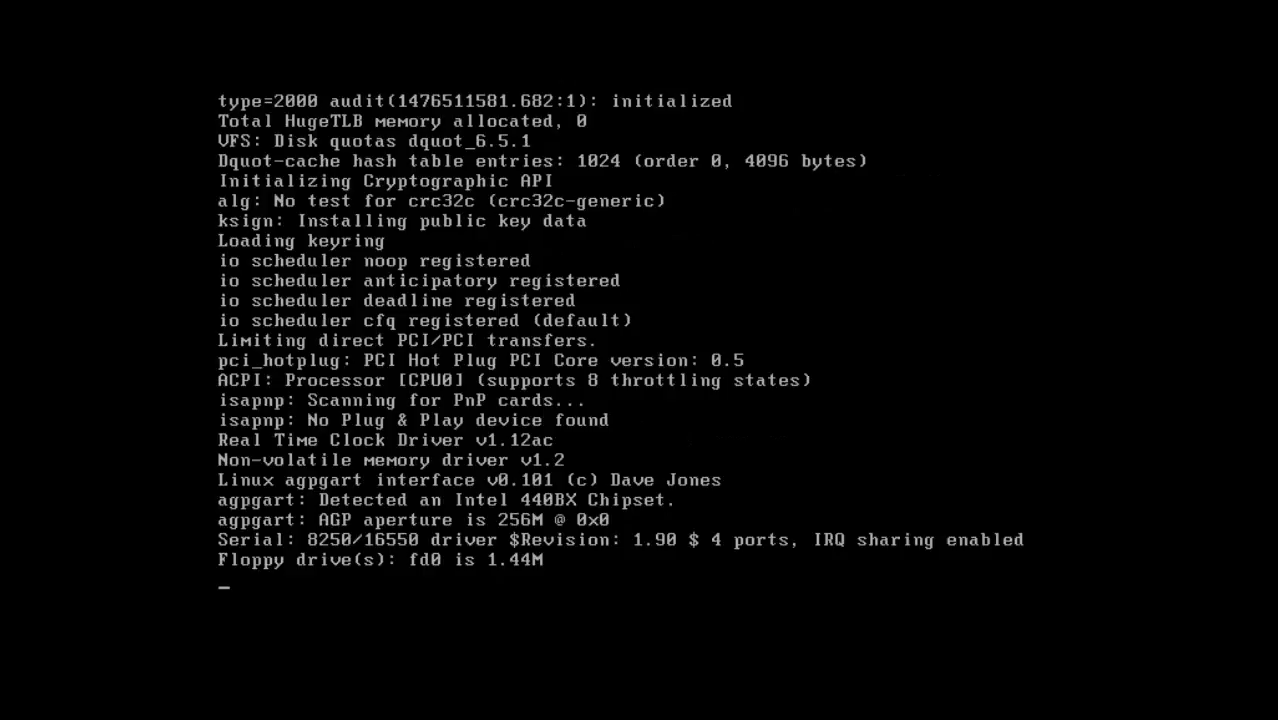 type=2000 audit(1476511581.682:1): initialized
Total HugeTLB memory allocated, 0
VFS: Disk quotas dquot_6.5.1
Dquot-cache hash table entries: 1024 (order 0, 4096 bytes)
Initializing Cryptographic API
alg: No test for crc32c (crc32c-generic)
ksign: Installing public key data
Loading keyring
io scheduler noop registered
io scheduler anticipatory registered
io scheduler deadline registered
io scheduler cfq registered (default)
Limiting direct PCI/PCI transfers.
pci_hotplug: PCI Hot Plug PCI Core version: 0.5
ACPI: Processor [CPU0] (supports 8 throttling states)
isapnp: Scanning for PnP cards...
isapnp: No Plug & Play device found
Real Time Clock Driver v1.12ac
Non-volatile memory driver v1.2
Linux agpgart interface v0.101 (c) Dave Jones
agpgart: Detected an Intel 440BX Chipset.
agpgart: AGP aperture is 256M @ 0x0
Serial: 8250/16550 driver $Revision: 1.90 $ 4 ports, IRQ sharing enabled
Floppy drive(s): fd0 is 1.44M
_